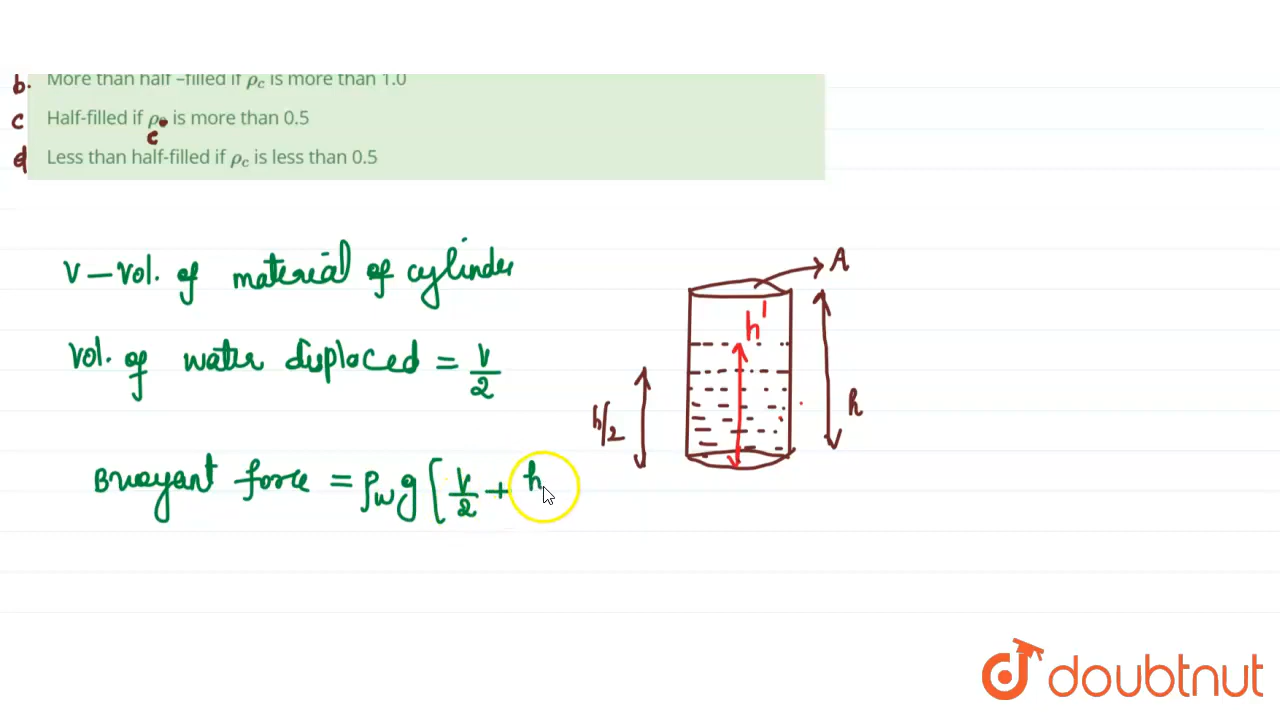 b. More than half –filled if ρc is more than 1.0
c Half-filled if ρc is more than 0.5
d Less than half-filled if ρc is less than 0.5
V – Vol. of material of cylinder
Vol. of water displaced = V/2
Buoyant force = ρw g [V/2 + h
A
h'
h/2
h
doubtnut